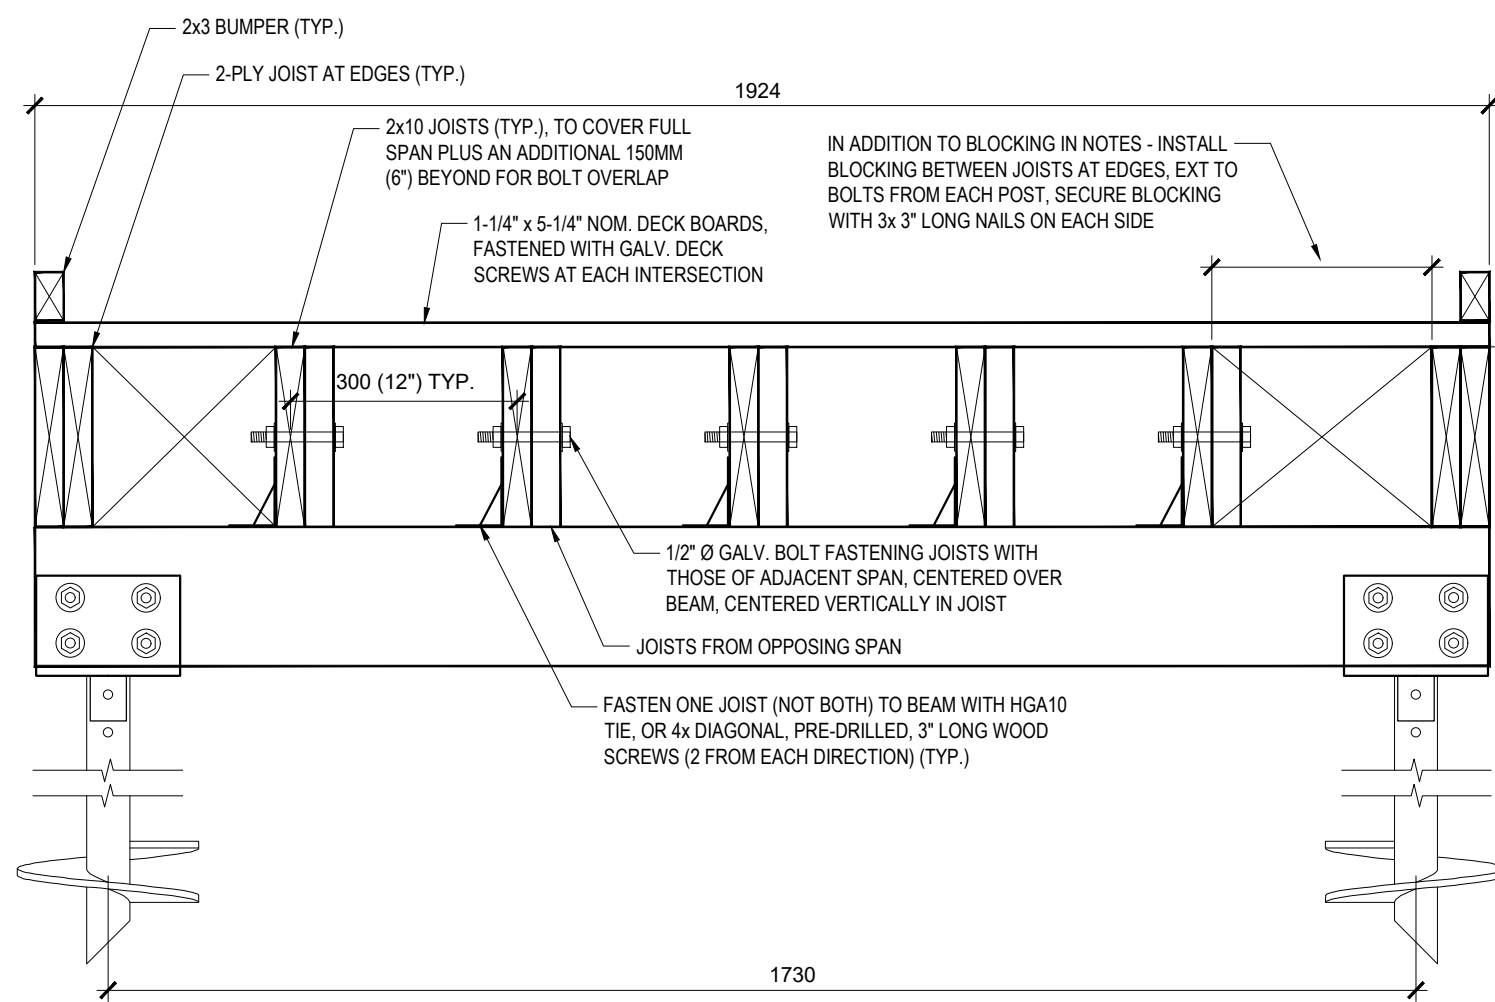 2x3 BUMPER (TYP.)
2-PLY JOIST AT EDGES (TYP.)
1924
2x10 JOISTS (TYP.), TO COVER FULL
SPAN PLUS AN ADDITIONAL 150MM
(6") BEYOND FOR BOLT OVERLAP
IN ADDITION TO BLOCKING IN NOTES - INSTALL
BLOCKING BETWEEN JOISTS AT EDGES, EXT TO
BOLTS FROM EACH POST, SECURE BLOCKING
WITH 3x 3" LONG NAILS ON EACH SIDE
1-1/4" x 5-1/4" NOM. DECK BOARDS,
FASTENED WITH GALV. DECK
SCREWS AT EACH INTERSECTION
300 (12") TYP.
1/2" Ø GALV. BOLT FASTENING JOISTS WITH
THOSE OF ADJACENT SPAN, CENTERED OVER
BEAM, CENTERED VERTICALLY IN JOIST
JOISTS FROM OPPOSING SPAN
FASTEN ONE JOIST (NOT BOTH) TO BEAM WITH HGA10
TIE, OR 4x DIAGONAL, PRE-DRILLED, 3" LONG WOOD
SCREWS (2 FROM EACH DIRECTION) (TYP.)
1730